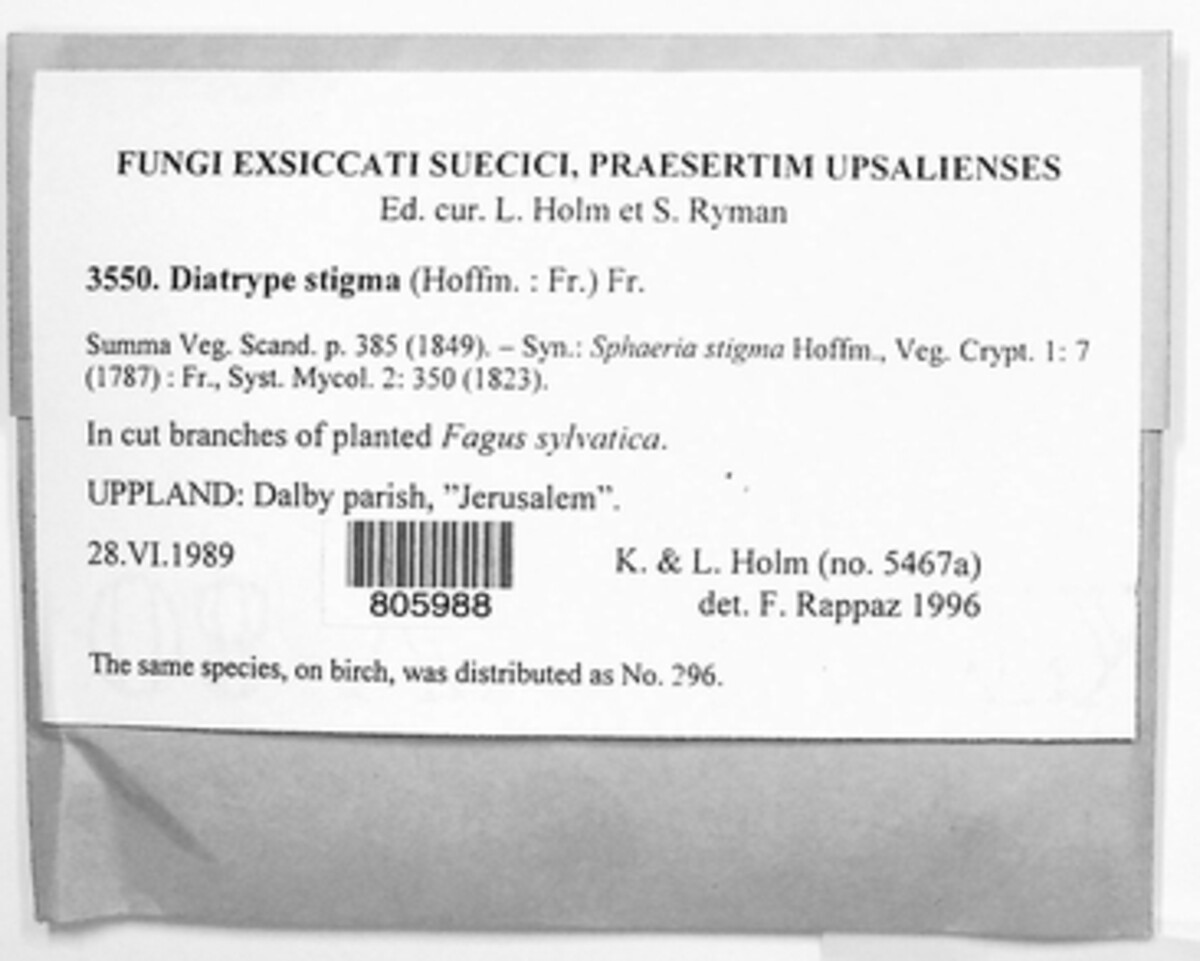 FUNGI EXSICCATI SUECICI, PRAESERTIM UPSALIENSES
Ed. cur. L. Holm et S. Ryman
3550. Diatrype stigma (Hoffm. : Fr.) Fr.
Summa Veg. Scand. p. 385 (1849). – Syn.: Sphaeria stigma Hoffm., Veg. Crypt. 1: 7
(1787) : Fr., Syst. Mycol. 2: 350 (1823).
In cut branches of planted Fagus sylvatica.
UPPLAND: Dalby parish, ”Jerusalem”.
28.VI.1989
K. & L. Holm (no. 5467a)
805988
det. F. Rappaz 1996
The same species, on birch, was distributed as No. 296.